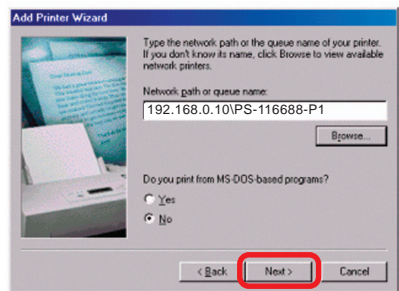 Add Printer Wizard
Type the network path or the queue name of your printer.
If you don't know its name, click Browse to view available
network printers.
Network path or queue name:
192.168.0.10\PS-116688-P1
Browse...
Do you print from MS-DOS-based programs?
Yes
No
< Back
Next >
Cancel